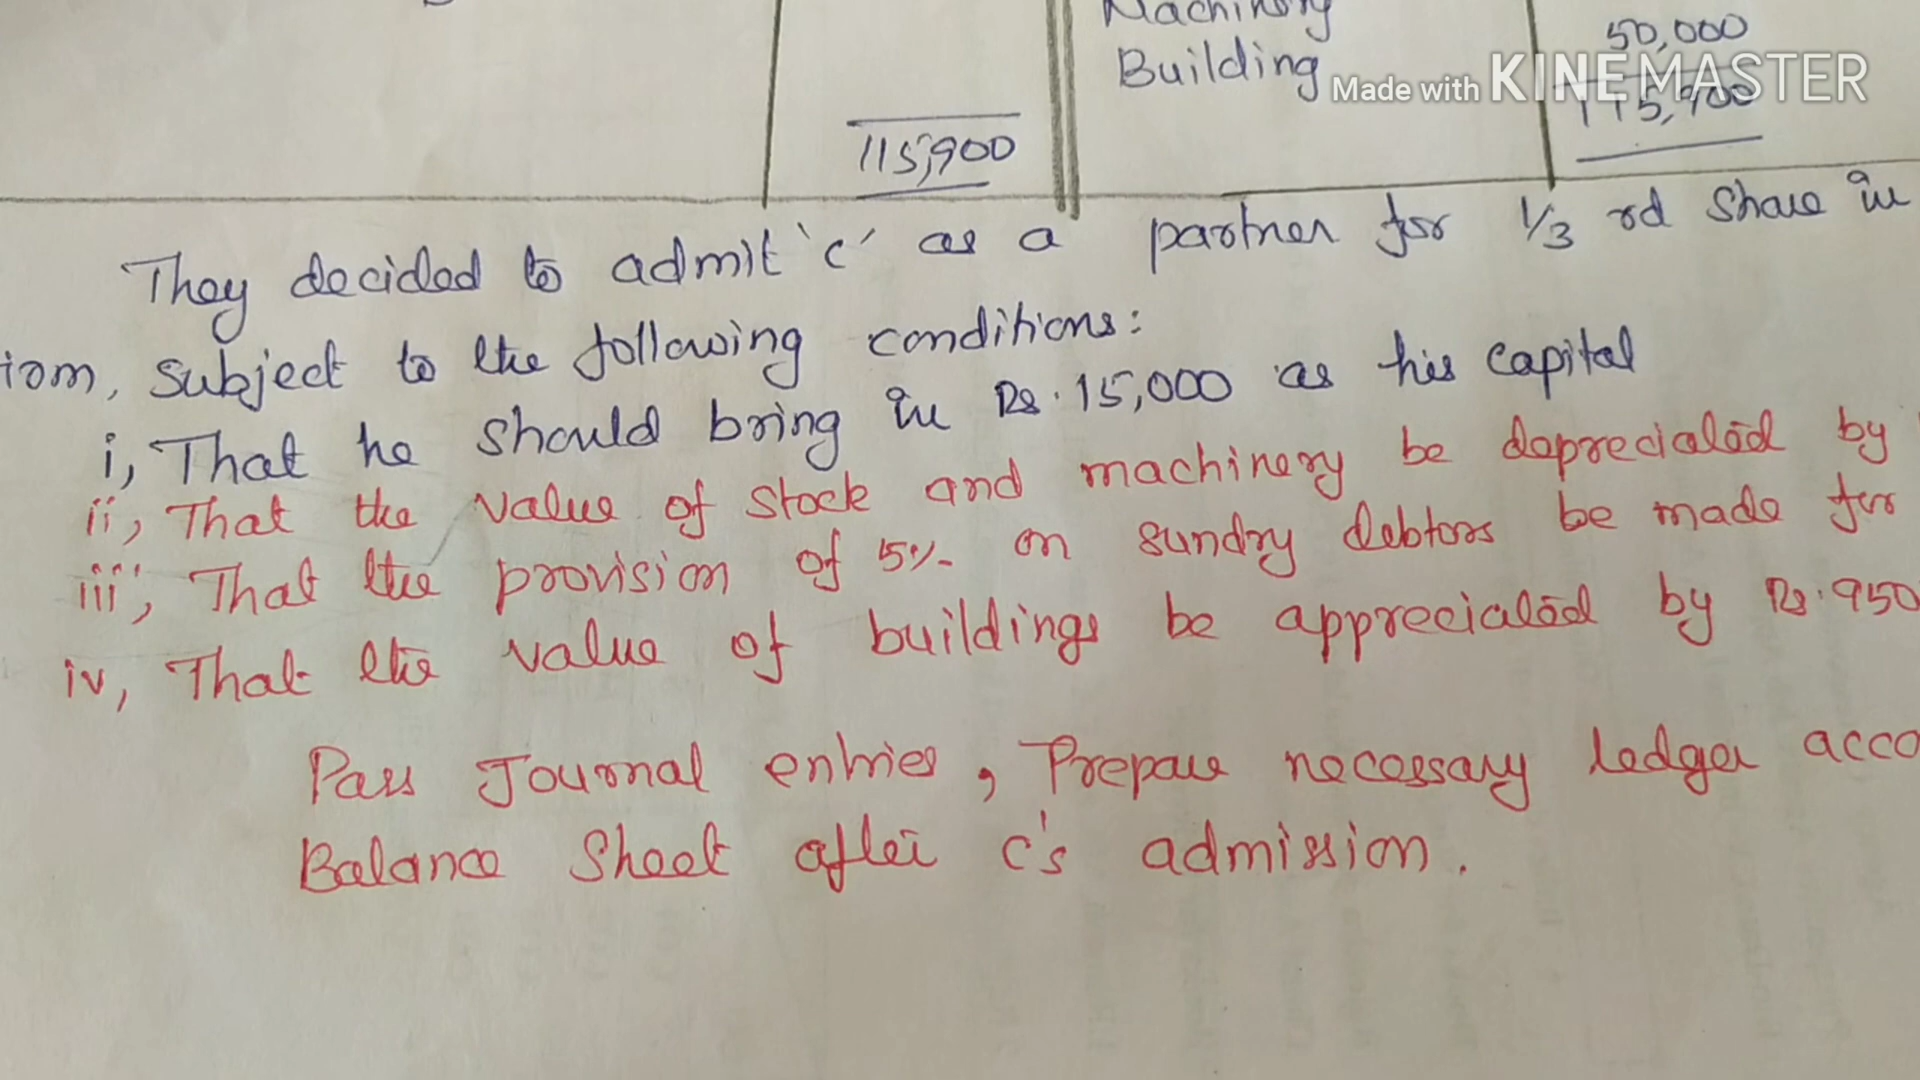 Machinery
Building 50,000
Made with KINEMASTER
115,900 115,900
They decided to admit 'c' as a partner for 1/3 rd share in
subject to the following conditions:
i, That he should bring in Rs. 15,000 as his capital
ii, That the value of stock and machinery be depreciated by
iii, That the provision of 5% on sundry debtors be made for
iv, That the value of buildings be appreciated by Rs. 950
Pass Journal entries, Prepare necessary ledger acco
Balance Sheet after c's admission.